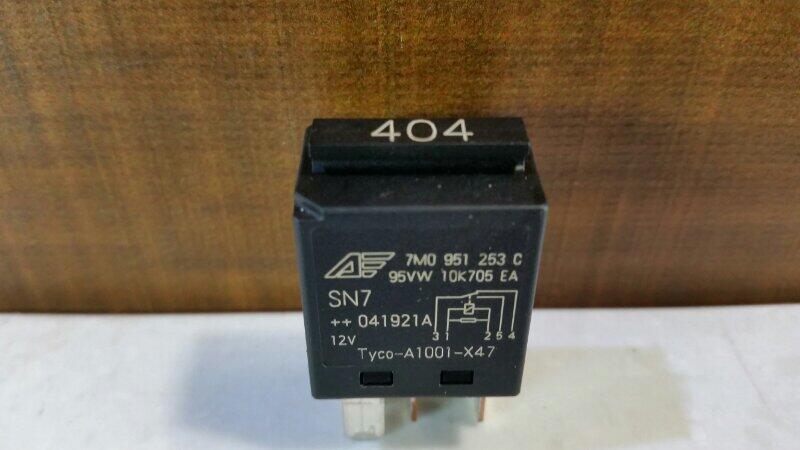 404
7M0 951 253 C
95VW 10K705 EA
SN7
++ 041921A
12V
3 1 2 5 4
Tyco-A1001-X47